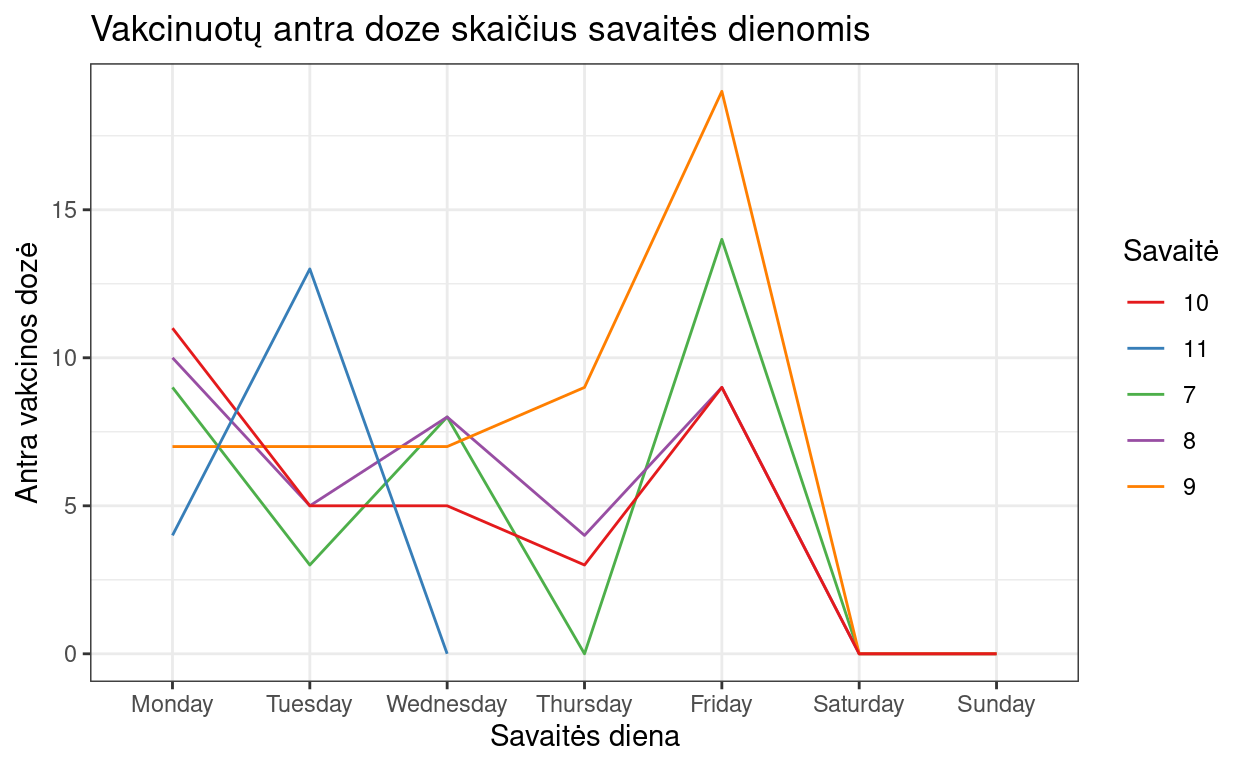 Vakcinuotų antra doze skaičius savaitės dienomis
Antra vakcinos dozė
15
10
5
0
Monday Tuesday Wednesday Thursday Friday Saturday Sunday
Savaitės diena
Savaitė
10
11
7
8
9